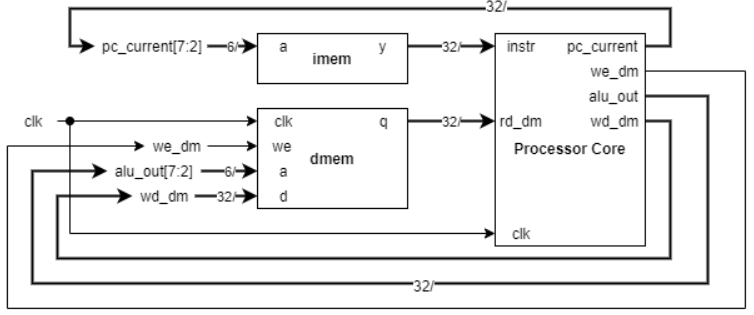 32/
pc_current[7:2] 6/ a y 32/ instr pc_current
imem
we_dm
alu_out
clk clk q 32/ rd_dm wd_dm
we_dm we
dmem
Processor Core
alu_out[7:2] 6/ a
wd_dm 32/ d
clk
32/